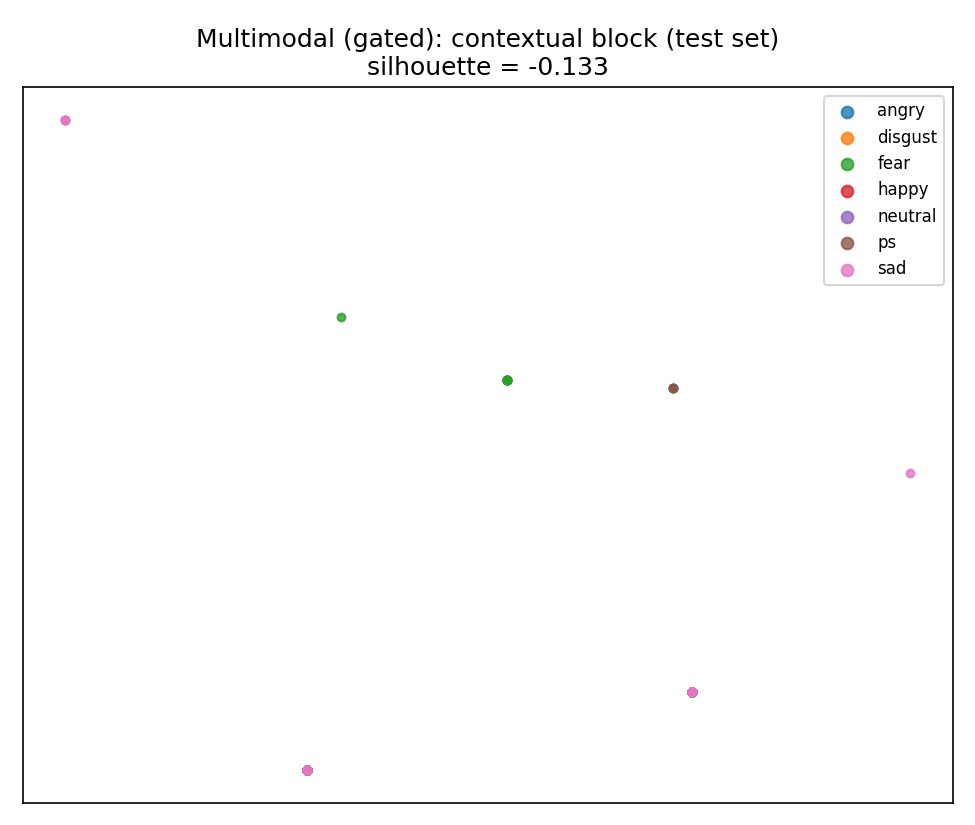 Multimodal (gated): contextual block (test set)
silhouette = -0.133
angry
disgust
fear
happy
neutral
ps
sad